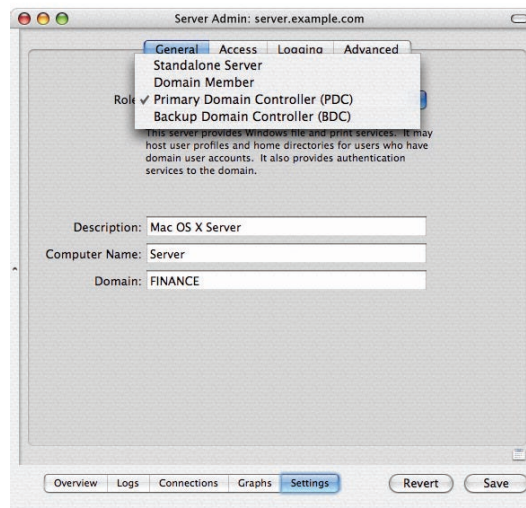 Server Admin: server.example.com
General Access Logging Advanced
Standalone Server
Domain Member
Role ✓ Primary Domain Controller (PDC)
Backup Domain Controller (BDC)
This server provides Windows file and print services. It may
host user profiles and home directories for users who have
domain user accounts. It also provides authentication
services to the domain.
Description: Mac OS X Server
Computer Name: Server
Domain: FINANCE
Overview Logs Connections Graphs Settings Revert Save